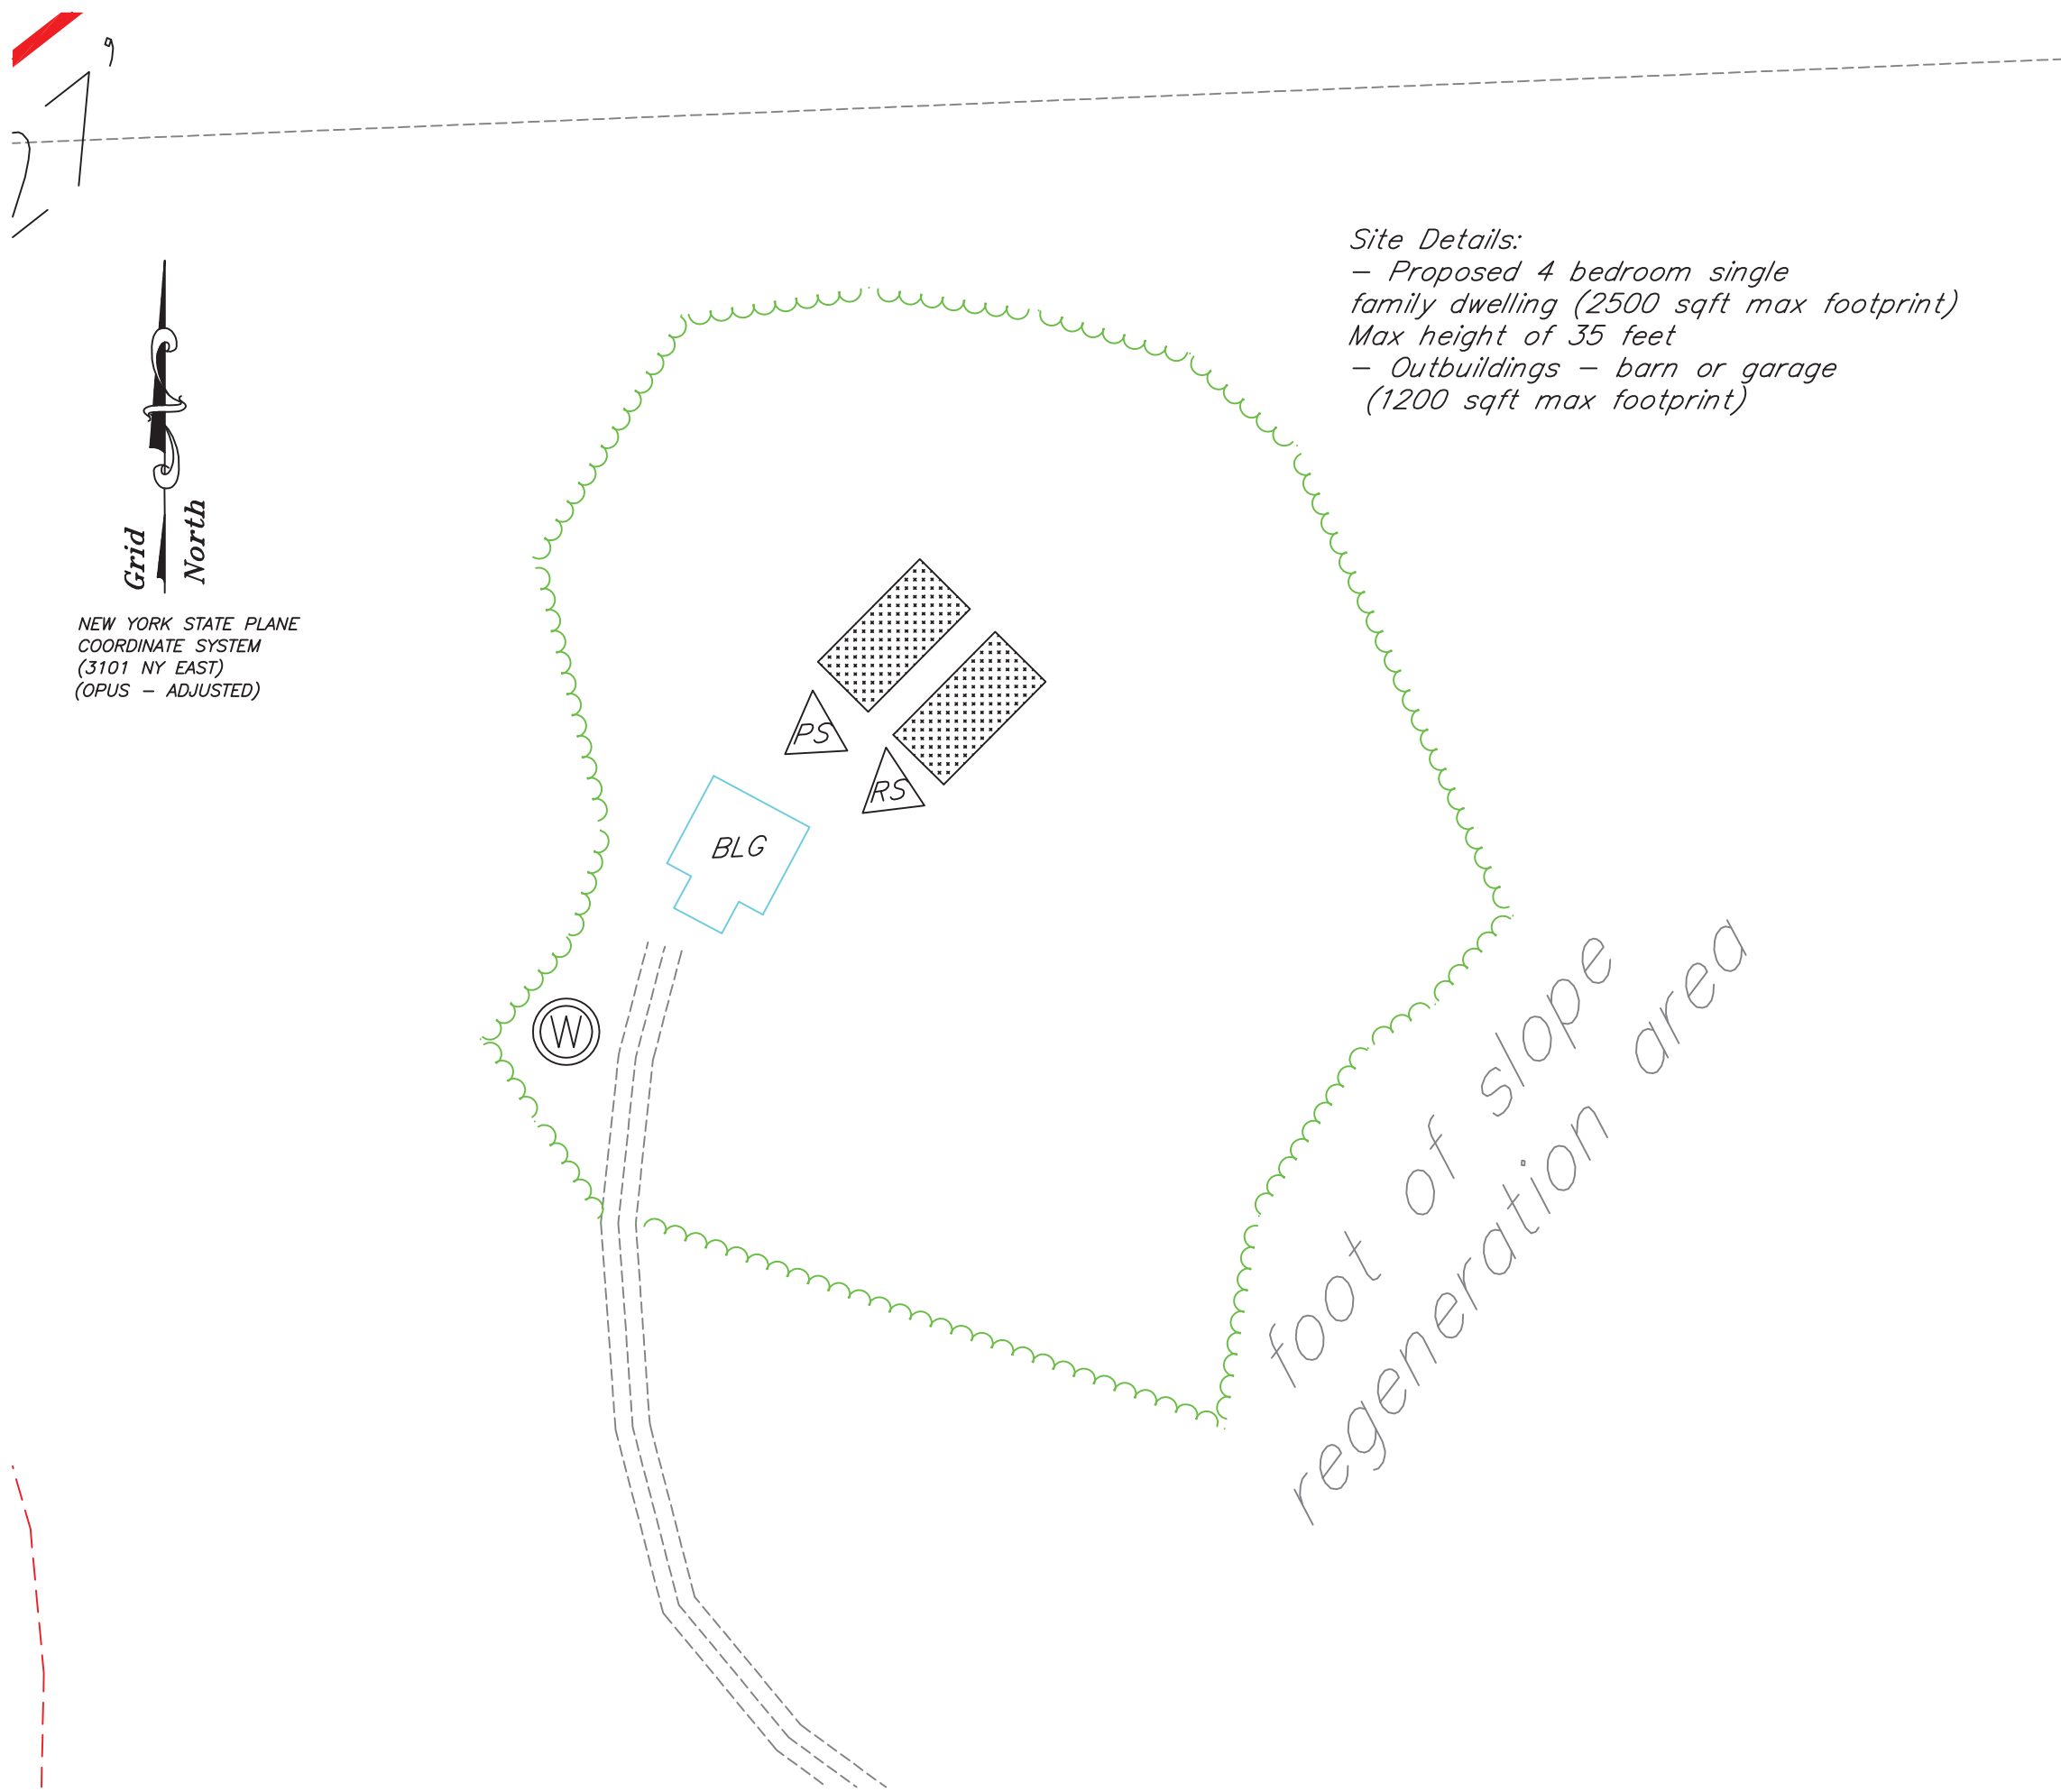 Site Details:
– Proposed 4 bedroom single
family dwelling (2500 sqft max footprint)
Max height of 35 feet
– Outbuildings – barn or garage
(1200 sqft max footprint)
Grid
North
NEW YORK STATE PLANE
COORDINATE SYSTEM
(3101 NY EAST)
(OPUS – ADJUSTED)
PS
RS
BLG
W
foot of slope
regeneration area